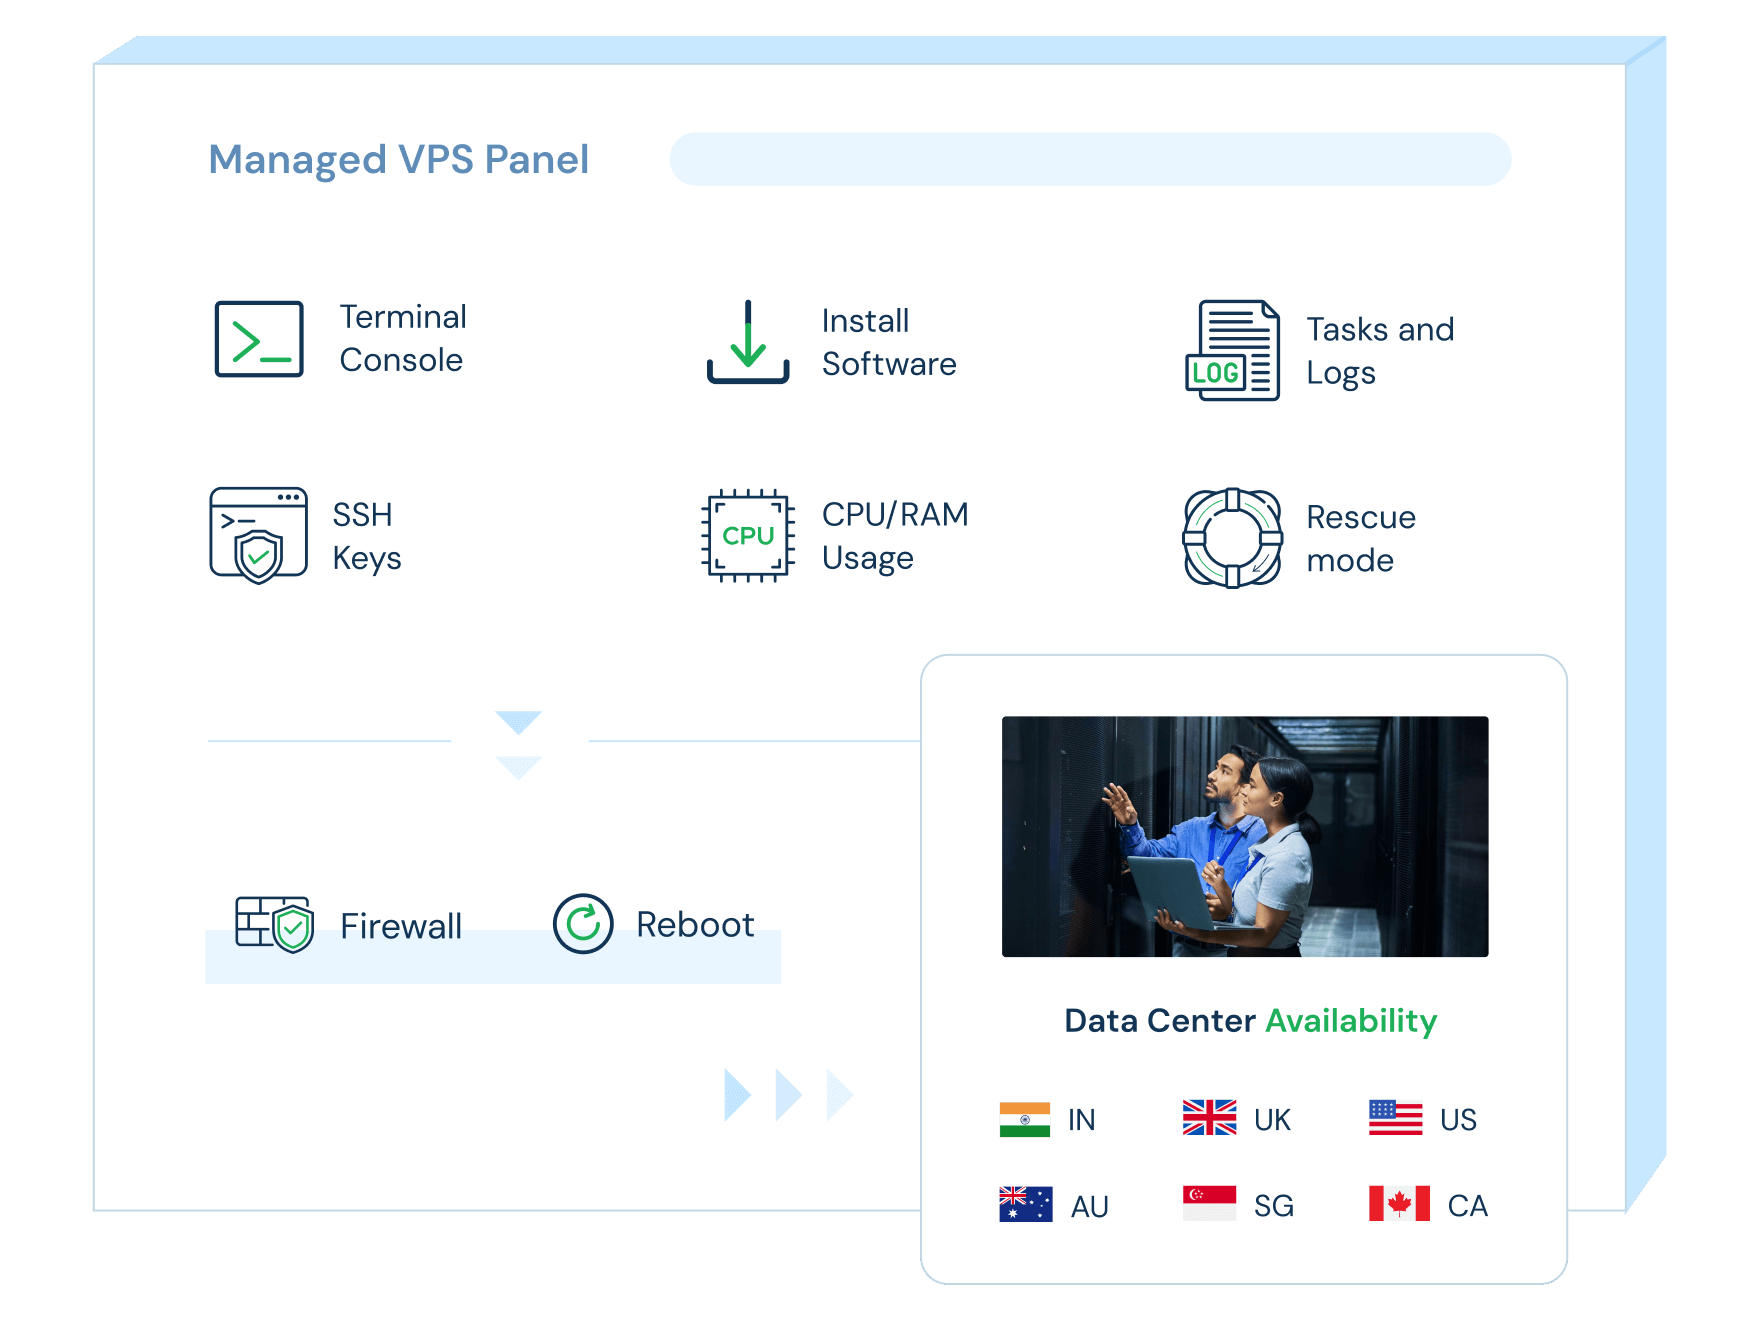 Managed VPS Panel
Terminal
Console
Install
Software
LOG
Tasks and
Logs
SSH
Keys
CPU
CPU/RAM
Usage
Rescue
mode
Firewall
Reboot
Data Center Availability
IN
UK
US
AU
SG
CA